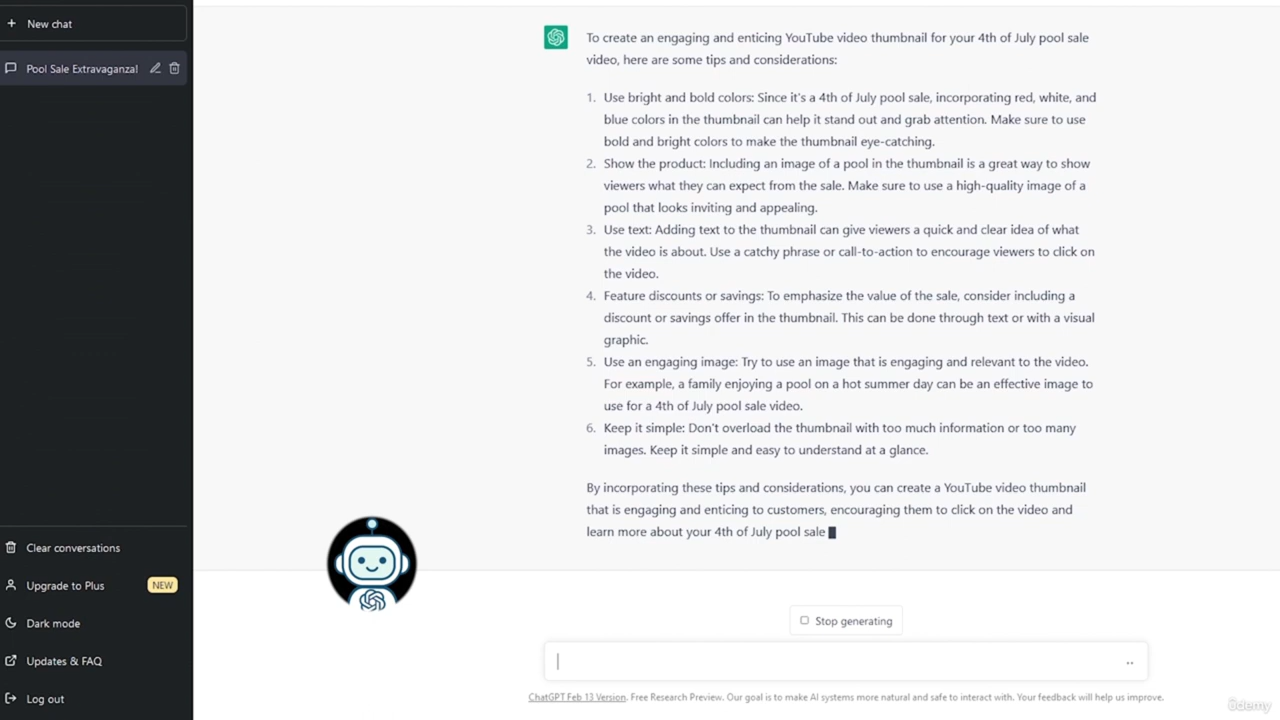 New chat
Pool Sale Extravaganza!
To create an engaging and enticing YouTube video thumbnail for your 4th of July pool sale
video, here are some tips and considerations:
1. Use bright and bold colors: Since it's a 4th of July pool sale, incorporating red, white, and
blue colors in the thumbnail can help it stand out and grab attention. Make sure to use
bold and bright colors to make the thumbnail eye-catching.
2. Show the product: Including an image of a pool in the thumbnail is a great way to show
viewers what they can expect from the sale. Make sure to use a high-quality image of a
pool that looks inviting and appealing.
3. Use text: Adding text to the thumbnail can give viewers a quick and clear idea of what
the video is about. Use a catchy phrase or call-to-action to encourage viewers to click on
the video.
4. Feature discounts or savings: To emphasize the value of the sale, consider including a
discount or savings offer in the thumbnail. This can be done through text or with a visual
graphic.
5. Use an engaging image: Try to use an image that is engaging and relevant to the video.
For example, a family enjoying a pool on a hot summer day can be an effective image to
use for a 4th of July pool sale video.
6. Keep it simple: Don't overload the thumbnail with too much information or too many
images. Keep it simple and easy to understand at a glance.
By incorporating these tips and considerations, you can create a YouTube video thumbnail
that is engaging and enticing to customers, encouraging them to click on the video and
learn more about your 4th of July pool sale
Clear conversations
Upgrade to Plus NEW
Dark mode
Updates & FAQ
Log out
Stop generating
ChatGPT Feb 13 Version. Free Research Preview. Our goal is to make AI systems more natural and safe to interact with. Your feedback will help us improve.
ûdemy